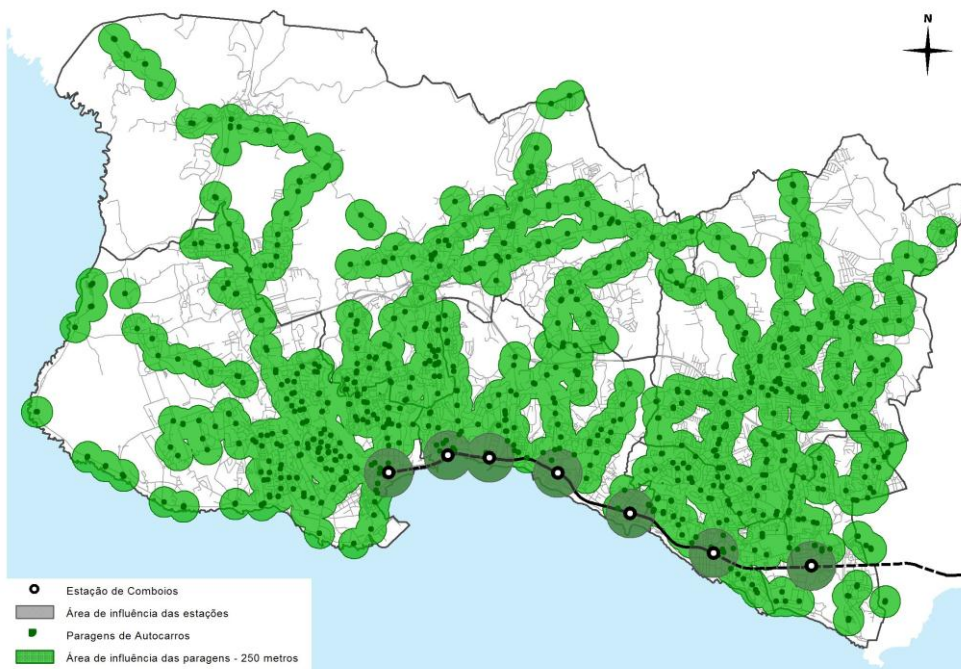 N
Estação de Comboios
Área de influência das estações
Paragens de Autocarros
Área de influência das paragens - 250 metros